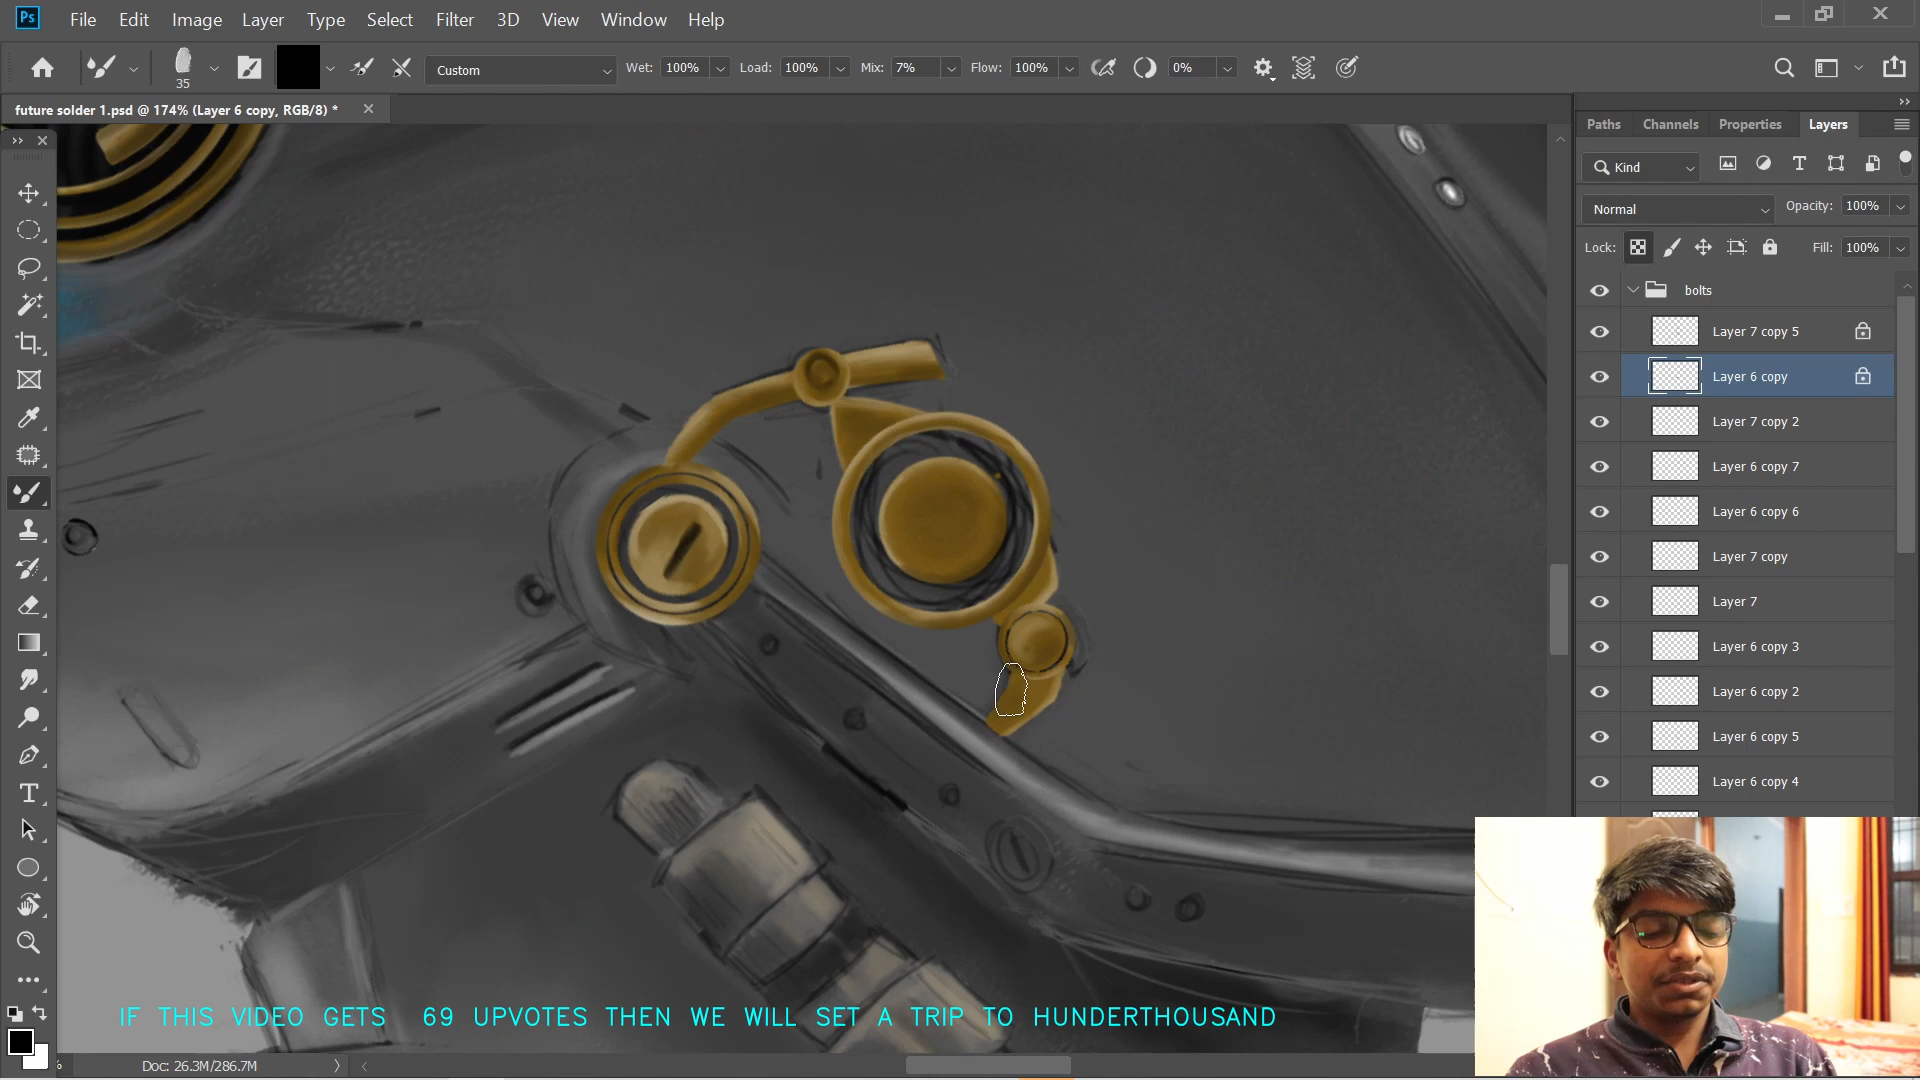 Ps File Edit Image Layer Type Select Filter 3D View Window Help
35 Custom Wet: 100% Load: 100% Mix: 7% Flow: 100% 0%
future solder 1.psd @ 174% (Layer 6 copy, RGB/8) *
Paths Channels Properties Layers
Kind
Normal Opacity: 100%
Lock: Fill: 100%
bolts
Layer 7 copy 5
Layer 6 copy
Layer 7 copy 2
Layer 6 copy 7
Layer 6 copy 6
Layer 7 copy
Layer 7
Layer 6 copy 3
Layer 6 copy 2
Layer 6 copy 5
Layer 6 copy 4
IF THIS VIDEO GETS 69 UPVOTES THEN WE WILL SET A TRIP TO HUNDERTHOUSAND
% Doc: 26.3M/286.7M